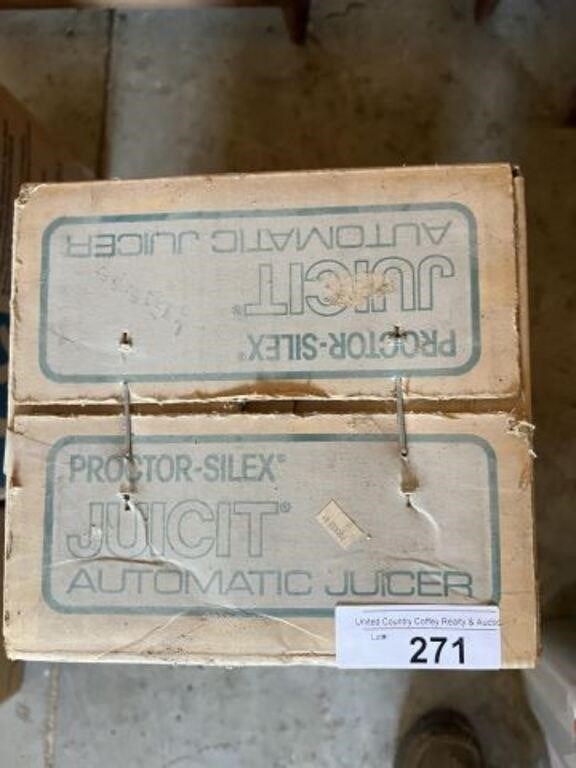 PROCTOR-SILEX®
JUICIT®
AUTOMATIC JUICER
PROCTOR-SILEX®
JUICIT®
AUTOMATIC JUICER
United Country Coffey Realty & Auctio
Lot#:
271